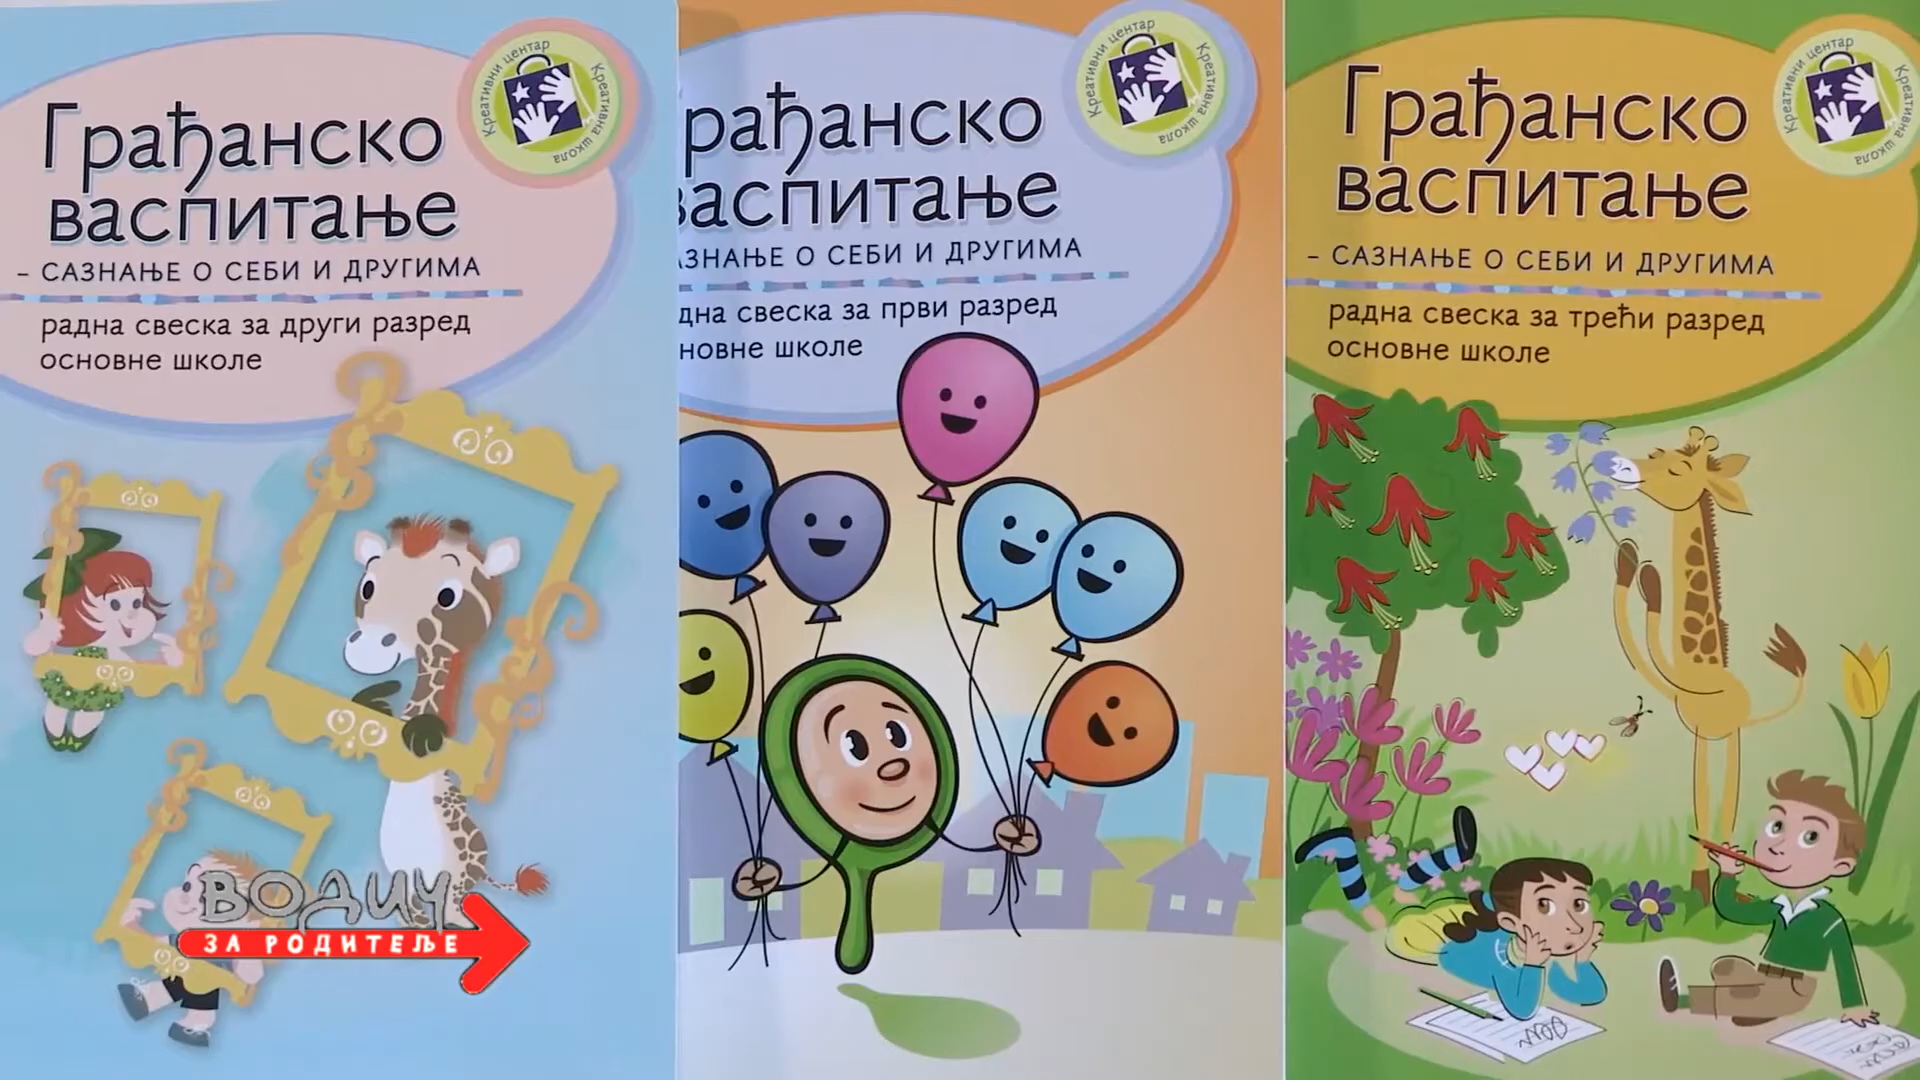 Грађанско
васпитање
– САЗНАЊЕ О СЕБИ И ДРУГИМА
радна свеска за други разред
основне школе
Креативни центар
Креативна школа
рађанско
васпитање
АЗНАЊЕ О СЕБИ И ДРУГИМА
дна свеска за први разред
новне школе
Креативни центар
Креативна школа
Грађанско
васпитање
– САЗНАЊЕ О СЕБИ И ДРУГИМА
радна свеска за трећи разред
основне школе
Креативни центар
Креативна школа
ВОДИЧ
ЗА РОДИТЕЉЕ